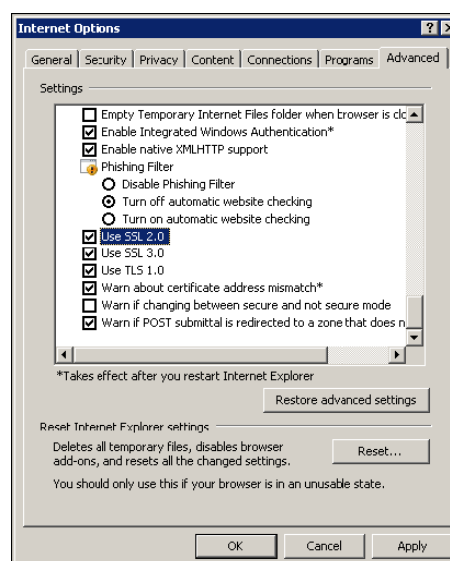 Internet Options
General Security Privacy Content Connections Programs Advanced
Settings
Empty Temporary Internet Files folder when browser is clo
Enable Integrated Windows Authentication*
Enable native XMLHTTP support
Phishing Filter
Disable Phishing Filter
Turn off automatic website checking
Turn on automatic website checking
Use SSL 2.0
Use SSL 3.0
Use TLS 1.0
Warn about certificate address mismatch*
Warn if changing between secure and not secure mode
Warn if POST submittal is redirected to a zone that does n
*Takes effect after you restart Internet Explorer
Restore advanced settings
Reset Internet Explorer settings
Deletes all temporary files, disables browser
add-ons, and resets all the changed settings.
Reset...
You should only use this if your browser is in an unusable state.
OK Cancel Apply